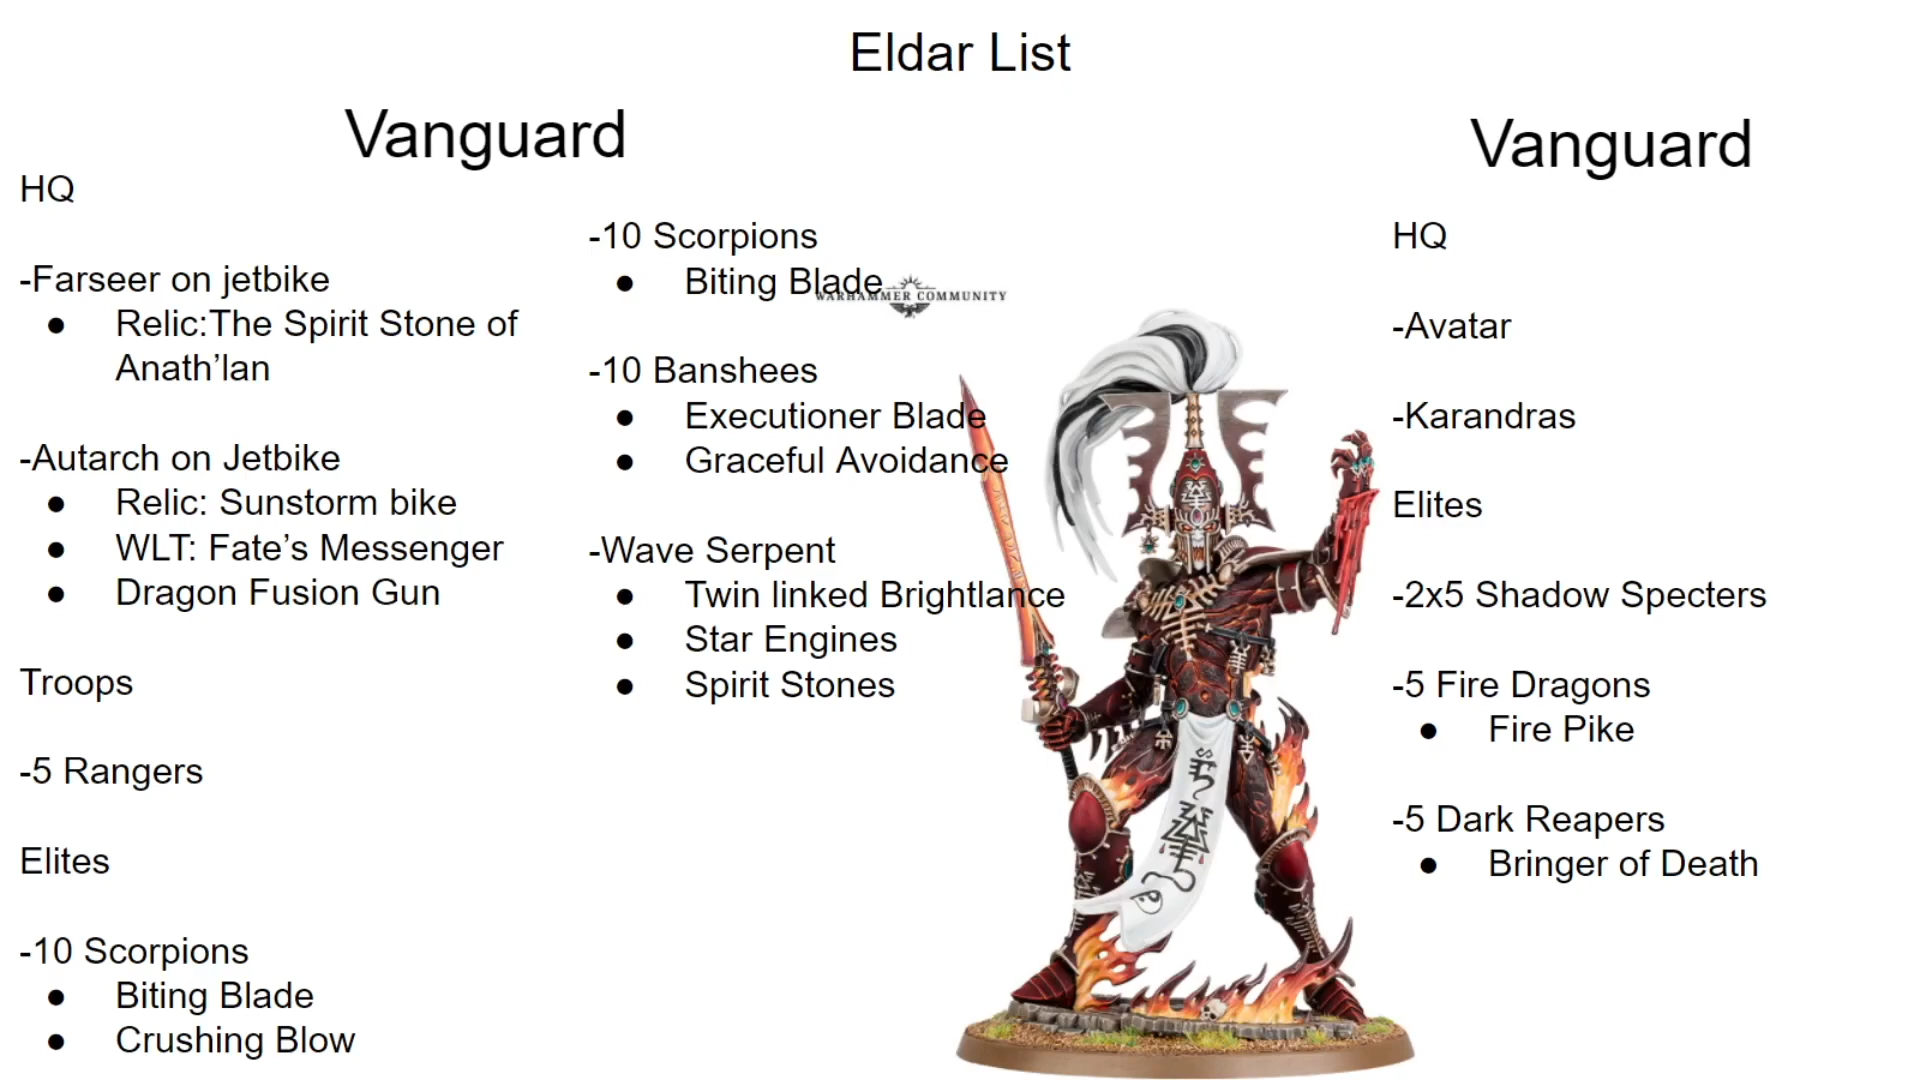 Eldar List
Vanguard
HQ
-Farseer on jetbike
● Relic:The Spirit Stone of
Anath’lan
-Autarch on Jetbike
● Relic: Sunstorm bike
● WLT: Fate’s Messenger
● Dragon Fusion Gun
Troops
-5 Rangers
Elites
-10 Scorpions
● Biting Blade
● Crushing Blow
-10 Scorpions
● Biting Blade
WARHAMMER COMMUNITY
-10 Banshees
● Executioner Blade
● Graceful Avoidance
-Wave Serpent
● Twin linked Brightlance
● Star Engines
● Spirit Stones
Vanguard
HQ
-Avatar
-Karandras
Elites
-2x5 Shadow Specters
-5 Fire Dragons
● Fire Pike
-5 Dark Reapers
● Bringer of Death